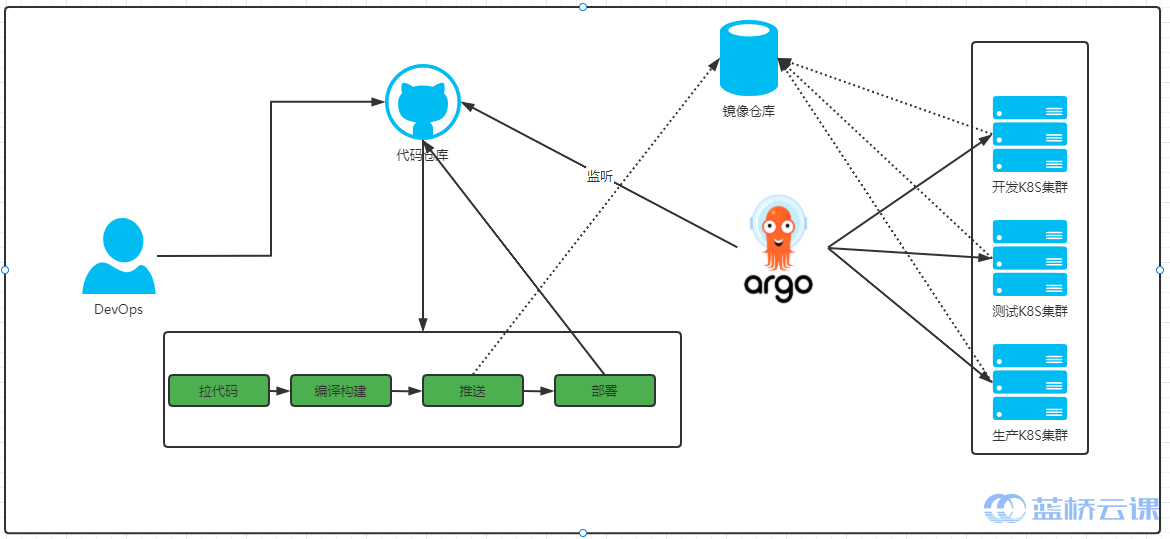 镜像仓库
代码仓库
监听
开发K8S集群
argo
DevOps
测试K8S集群
拉代码
编译构建
推送
部署
生产K8S集群
蓝桥云课